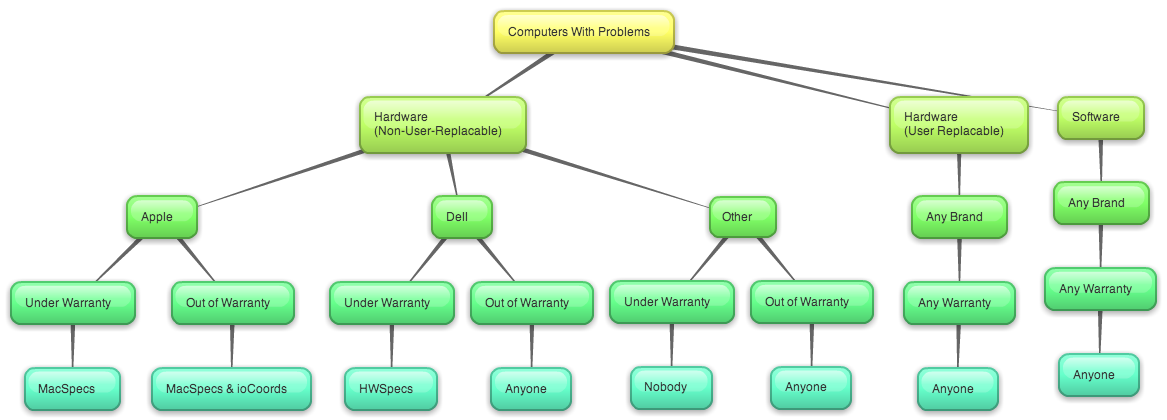 Computers With Problems
Hardware
(Non-User-Replacable)
Hardware
(User Replacable)
Software
Apple
Dell
Other
Any Brand
Any Brand
Under Warranty
Out of Warranty
Under Warranty
Out of Warranty
Under Warranty
Out of Warranty
Any Warranty
Any Warranty
MacSpecs
MacSpecs & ioCoords
HWSpecs
Anyone
Nobody
Anyone
Anyone
Anyone